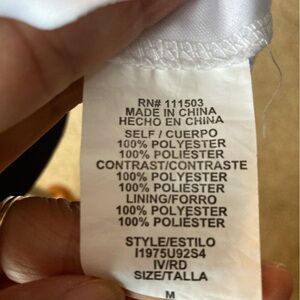 RN# 111503
MADE IN CHINA
HECHO EN CHINA
SELF / CUERPO
100% POLYESTER
100% POLIÉSTER
CONTRAST/CONTRASTE
100% POLYESTER
100% POLIÉSTER
LINING/FORRO
100% POLYESTER
100% POLIÉSTER
STYLE/ESTILO
I1975U92S4
IV/RD
SIZE/TALLA
M